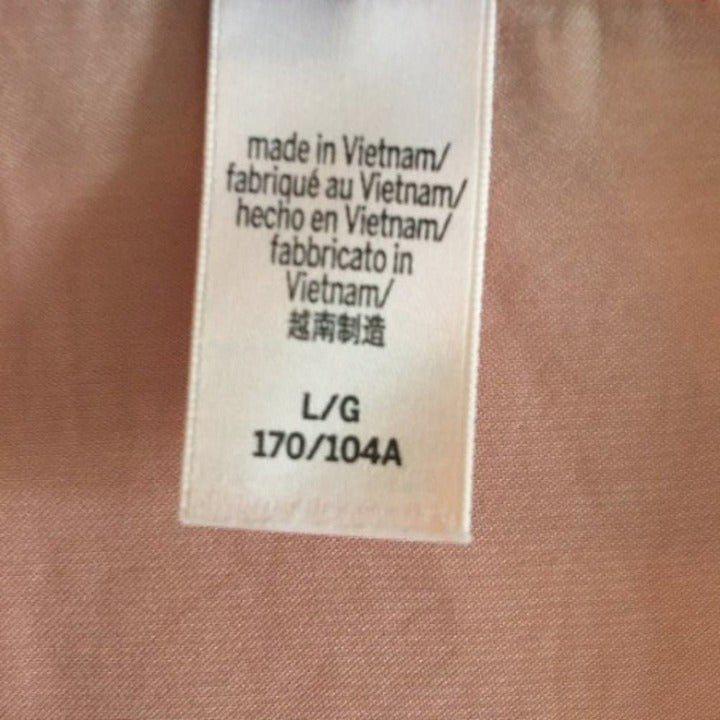 made in Vietnam/
fabriqué au Vietnam/
hecho en Vietnam/
fabbricato in
Vietnam/
越南制造
L/G
170/104A